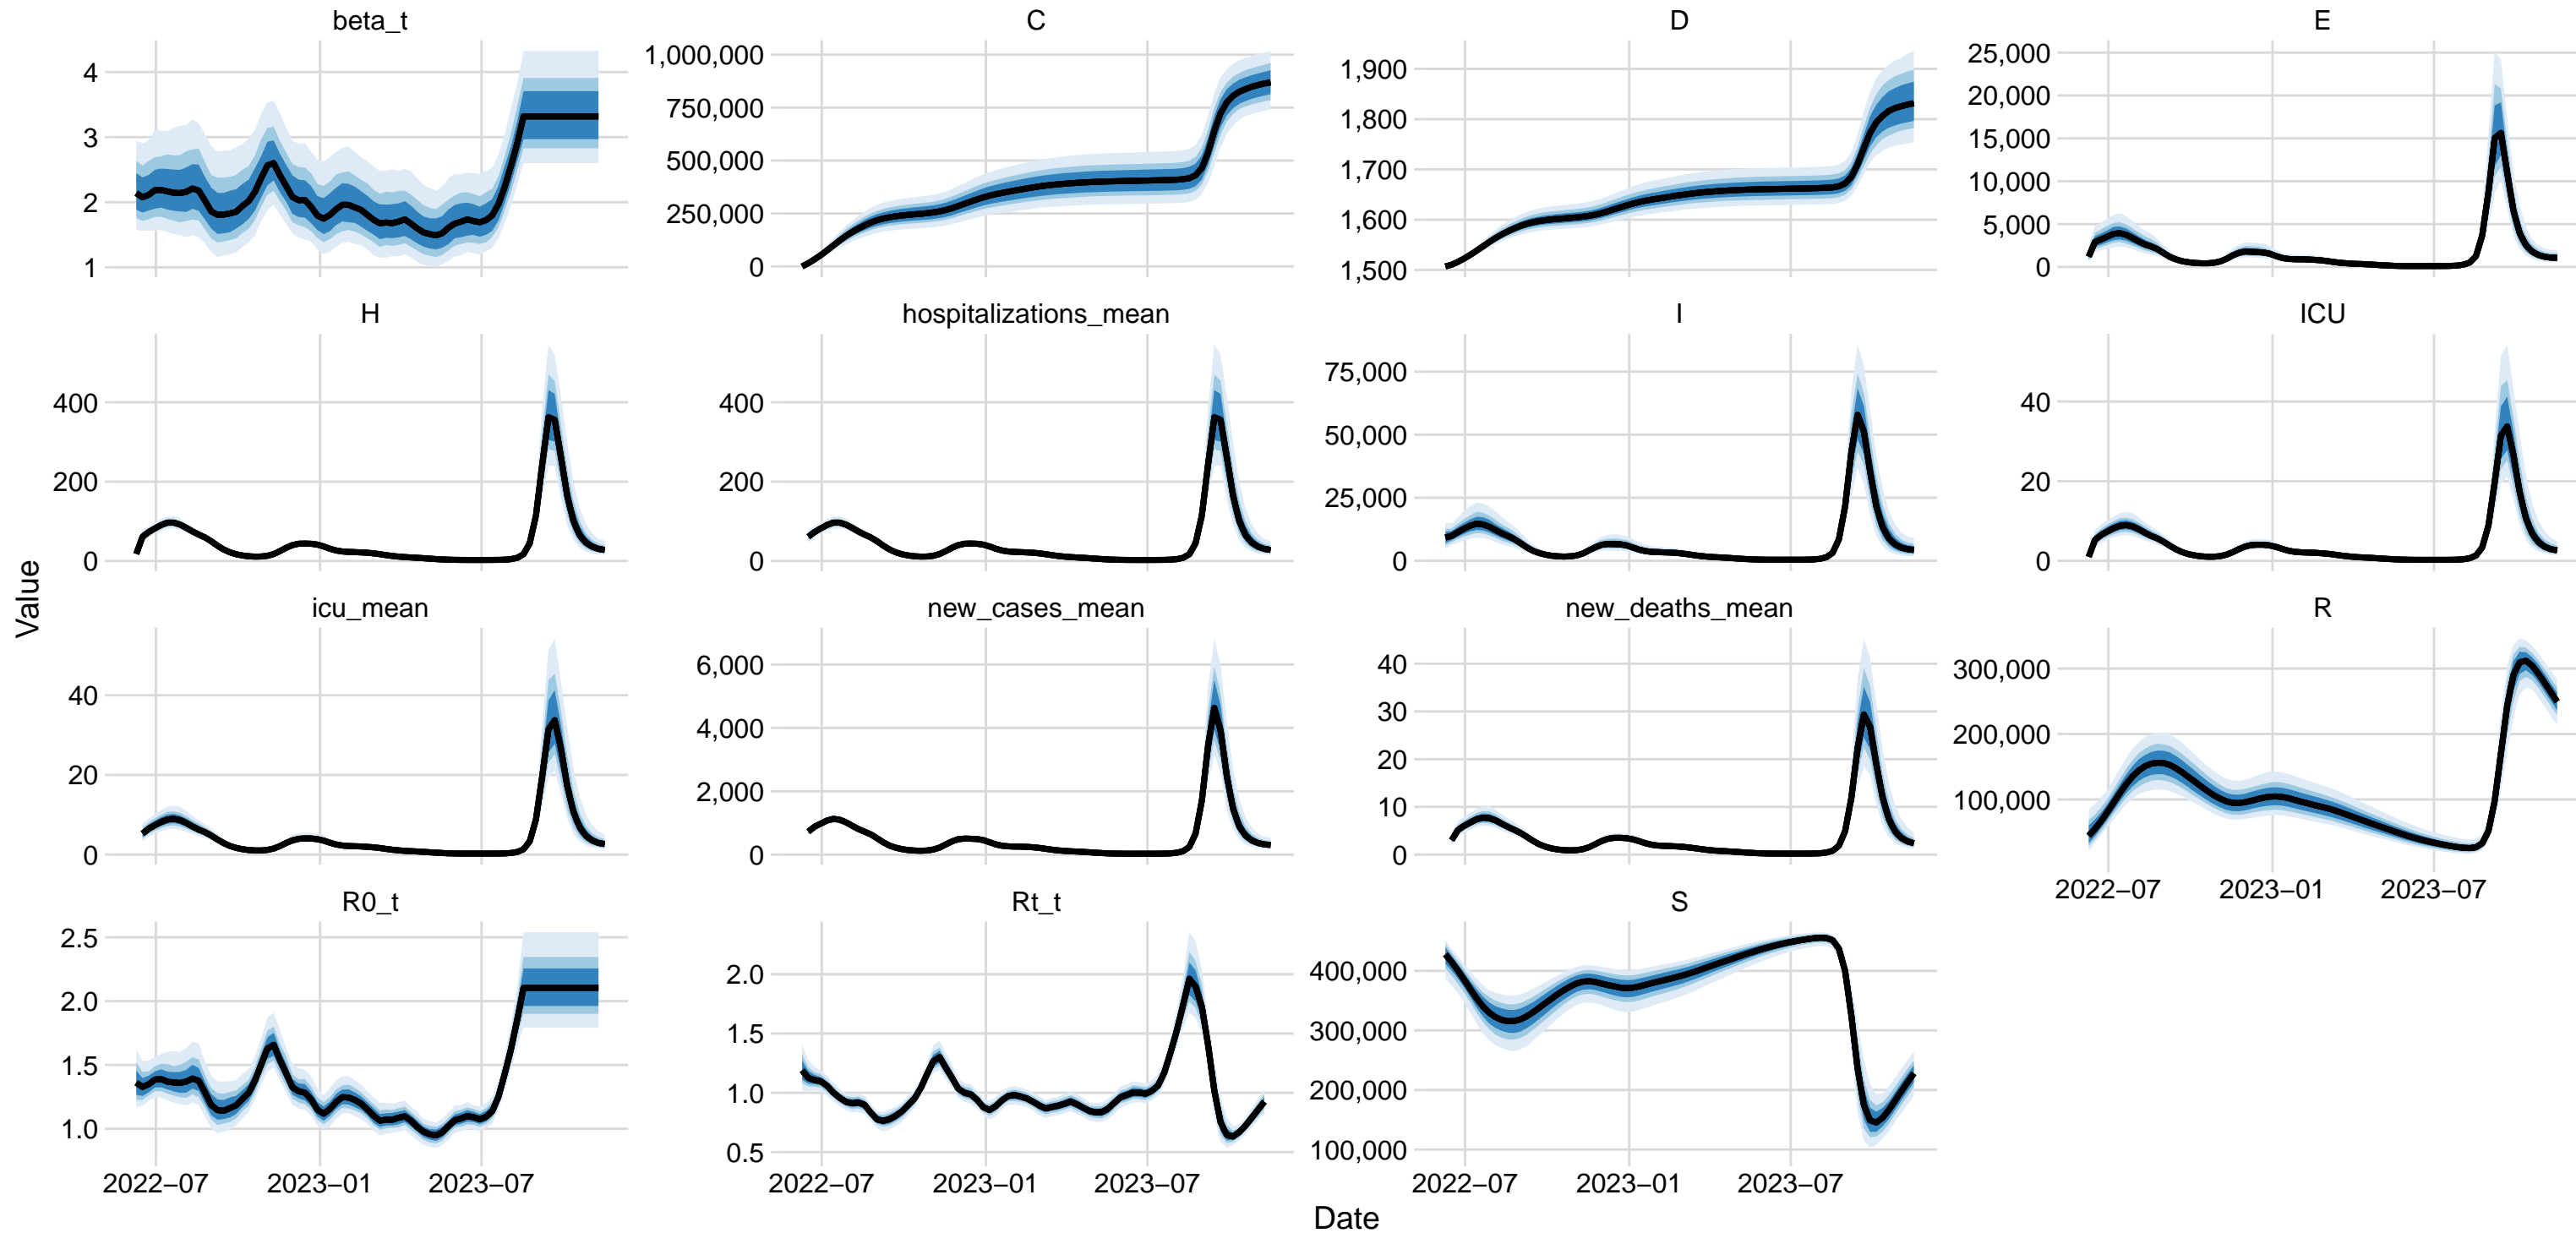 beta_t
C
D
E
4
3
2
1
1,000,000
750,000
500,000
250,000
0
1,900
1,800
1,700
1,600
1,500
25,000
20,000
15,000
10,000
5,000
0
H
hospitalizations_mean
I
ICU
400
200
0
400
200
0
75,000
50,000
25,000
0
40
20
0
Value
icu_mean
new_cases_mean
new_deaths_mean
R
40
20
0
6,000
4,000
2,000
0
40
30
20
10
0
300,000
200,000
100,000
2022−07 2023−01 2023−07
R0_t
Rt_t
S
2.5
2.0
1.5
1.0
2022−07 2023−01 2023−07
2.0
1.5
1.0
0.5
2022−07 2023−01 2023−07
400,000
300,000
200,000
100,000
2022−07 2023−01 2023−07
Date